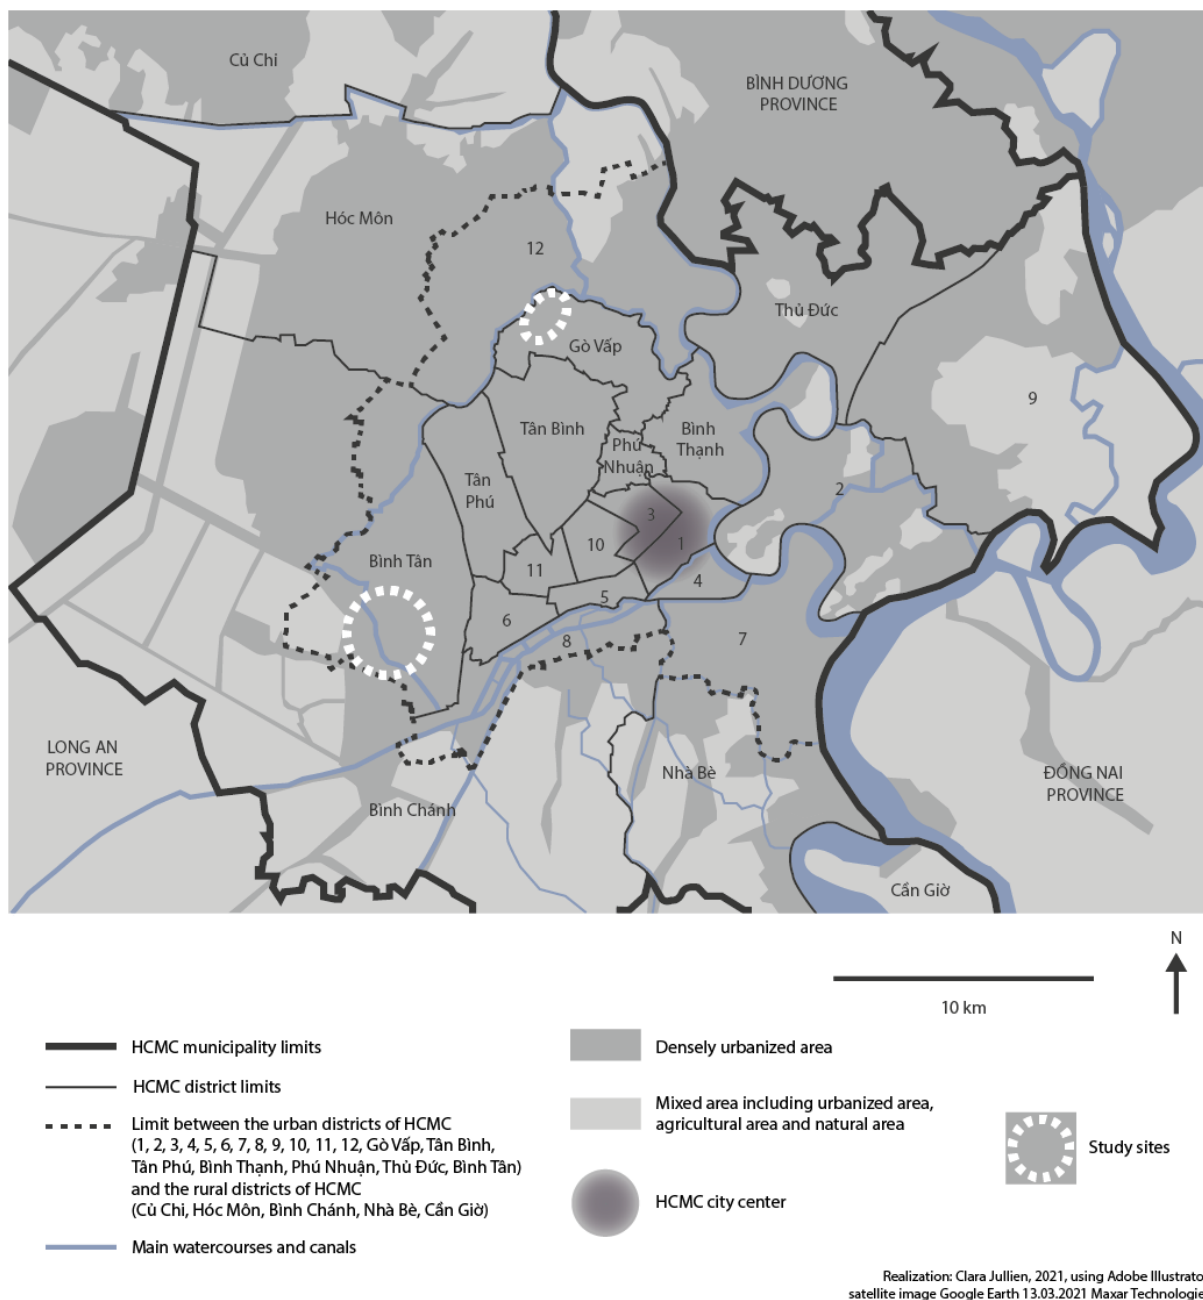 Củ Chi
BÌNH DƯƠNG
PROVINCE
Hóc Môn
12
Thủ Đức
Gò Vấp
9
Tân Bình
Bình
Thạnh
Phú
Nhuận
Tân
Phú
2
3
10
1
Bình Tân
11
4
5
6
8
7
LONG AN
PROVINCE
Nhà Bè
ĐỒNG NAI
PROVINCE
Bình Chánh
Cần Giờ
N
10 km
HCMC municipality limits
HCMC district limits
Limit between the urban districts of HCMC
(1, 2, 3, 4, 5, 6, 7, 8, 9, 10, 11, 12, Gò Vấp, Tân Bình,
Tân Phú, Bình Thạnh, Phú Nhuận, Thủ Đức, Bình Tân)
and the rural districts of HCMC
(Củ Chi, Hóc Môn, Bình Chánh, Nhà Bè, Cần Giờ)
Main watercourses and canals
Densely urbanized area
Mixed area including urbanized area,
agricultural area and natural area
HCMC city center
Study sites
Realization: Clara Jullien, 2021, using Adobe Illustrato
satellite image Google Earth 13.03.2021 Maxar Technologi